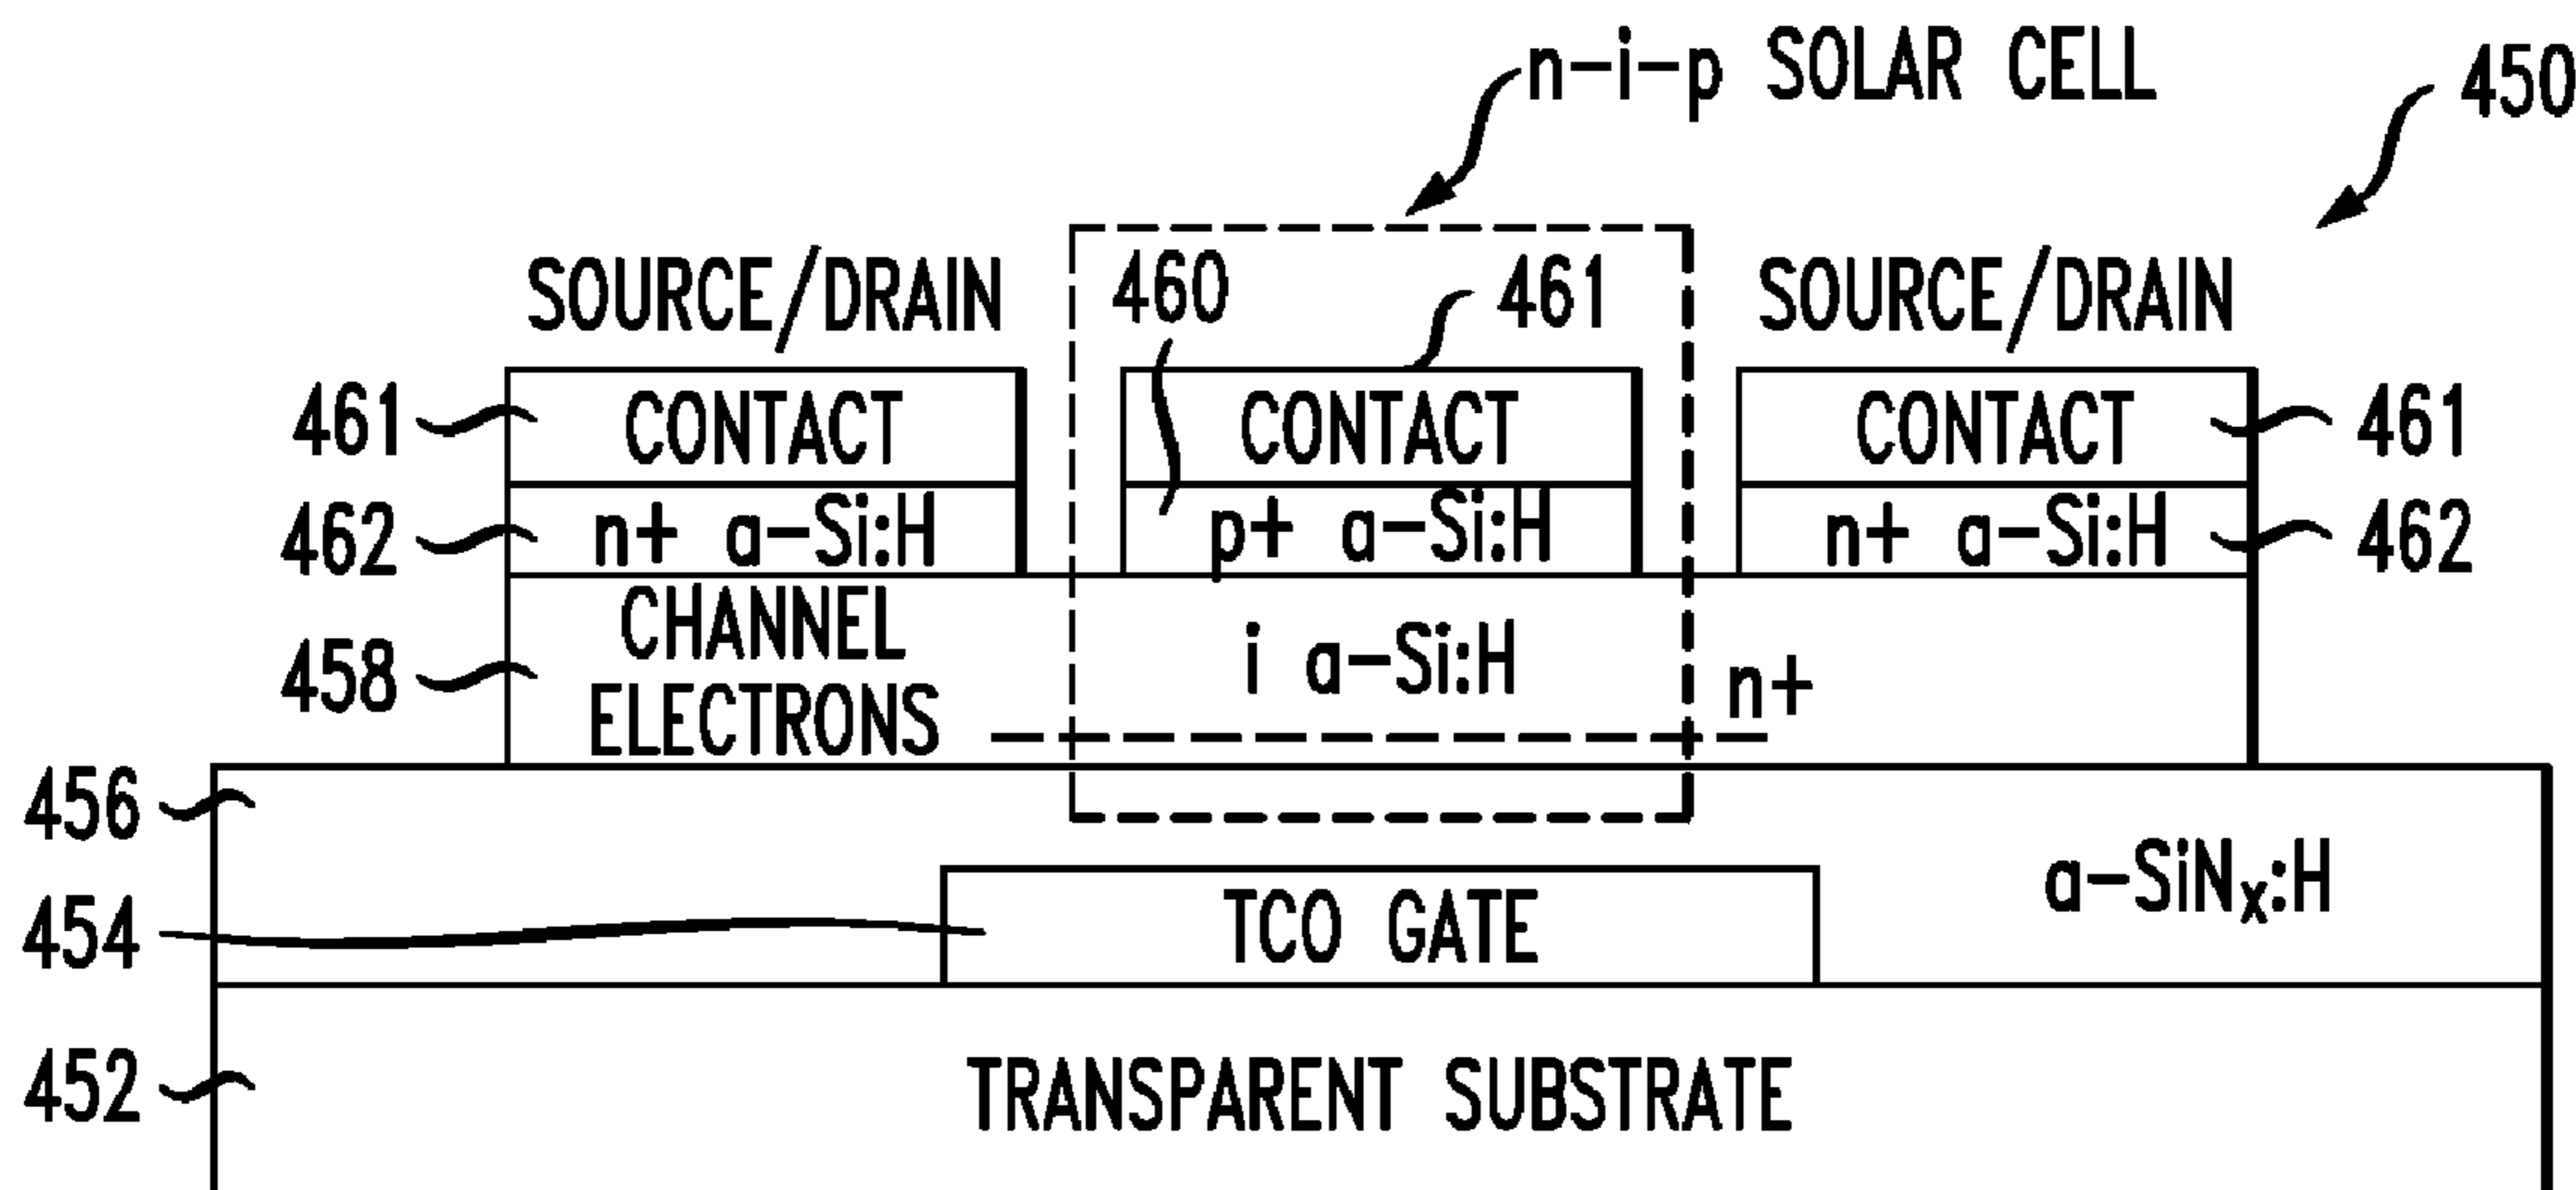 n-i-p SOLAR CELL
450
SOURCE/DRAIN
460
461
SOURCE/DRAIN
461
CONTACT
CONTACT
CONTACT
461
462
n+ a-Si:H
p+ a-Si:H
n+ a-Si:H
462
458
CHANNEL
ELECTRONS
i a-Si:H
n+
456
a-SiNx:H
454
TCO GATE
452
TRANSPARENT SUBSTRATE